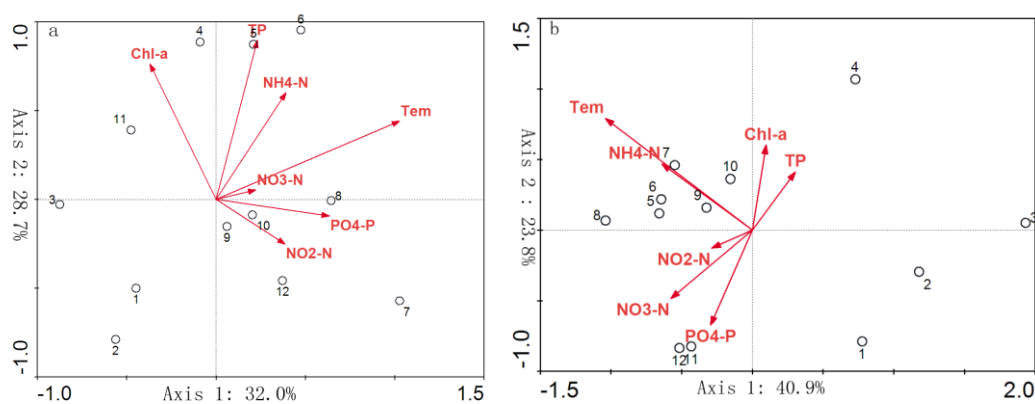 a
1.0
4
5
6
TP
Chl-a
NH4-N
Tem
11
NO3-N
3
8
10
PO4-P
9
NO2-N
12
1
7
2
-1.0
-1.0
1.5
Axis 1: 32.0%
Axis 2: 28.7%
b
1.5
4
Tem
Chl-a
NH4-N
7
TP
10
6
5
9
8
3
NO2-N
2
NO3-N
PO4-P
1
12
11
-1.0
-1.5
2.0
Axis 1: 40.9%
Axis 2 : 23.8%